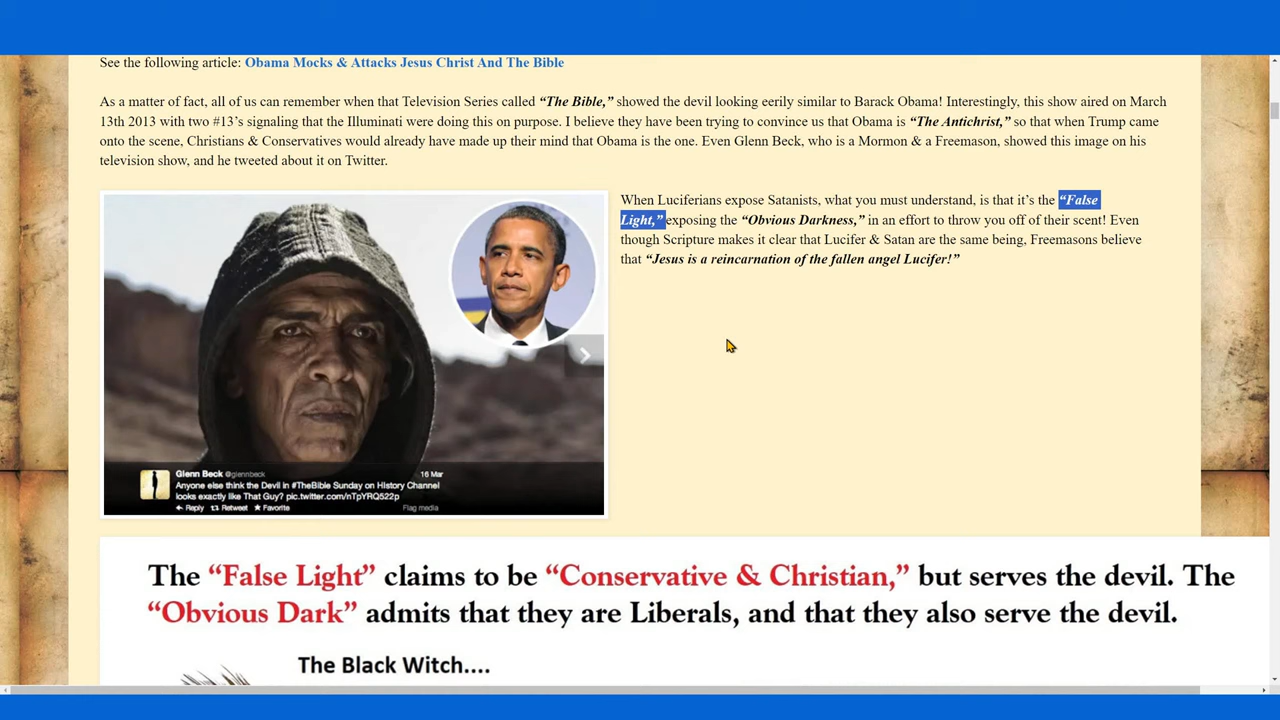 See the following article: Obama Mocks & Attacks Jesus Christ And The Bible
As a matter of fact, all of us can remember when that Television Series called “The Bible,” showed the devil looking eerily similar to Barack Obama! Interestingly, this show aired on March
13th 2013 with two #13’s signaling that the Illuminati were doing this on purpose. I believe they have been trying to convince us that Obama is “The Antichrist,” so that when Trump came
onto the scene, Christians & Conservatives would already have made up their mind that Obama is the one. Even Glenn Beck, who is a Mormon & a Freemason, showed this image on his
television show, and he tweeted about it on Twitter.
When Luciferians expose Satanists, what you must understand, is that it’s the “False
Light,” exposing the “Obvious Darkness,” in an effort to throw you off of their scent! Even
though Scripture makes it clear that Lucifer & Satan are the same being, Freemasons believe
that “Jesus is a reincarnation of the fallen angel Lucifer!”
Glenn Beck @glennbeck 16 Mar
Anyone else think the Devil in #TheBible Sunday on History Channel
looks exactly like That Guy? pic.twitter.com/nTpYRQ522p
Reply Retweet Favorite Flag media
The “False Light” claims to be “Conservative & Christian,” but serves the devil. The
“Obvious Dark” admits that they are Liberals, and that they also serve the devil.
The Black Witch....